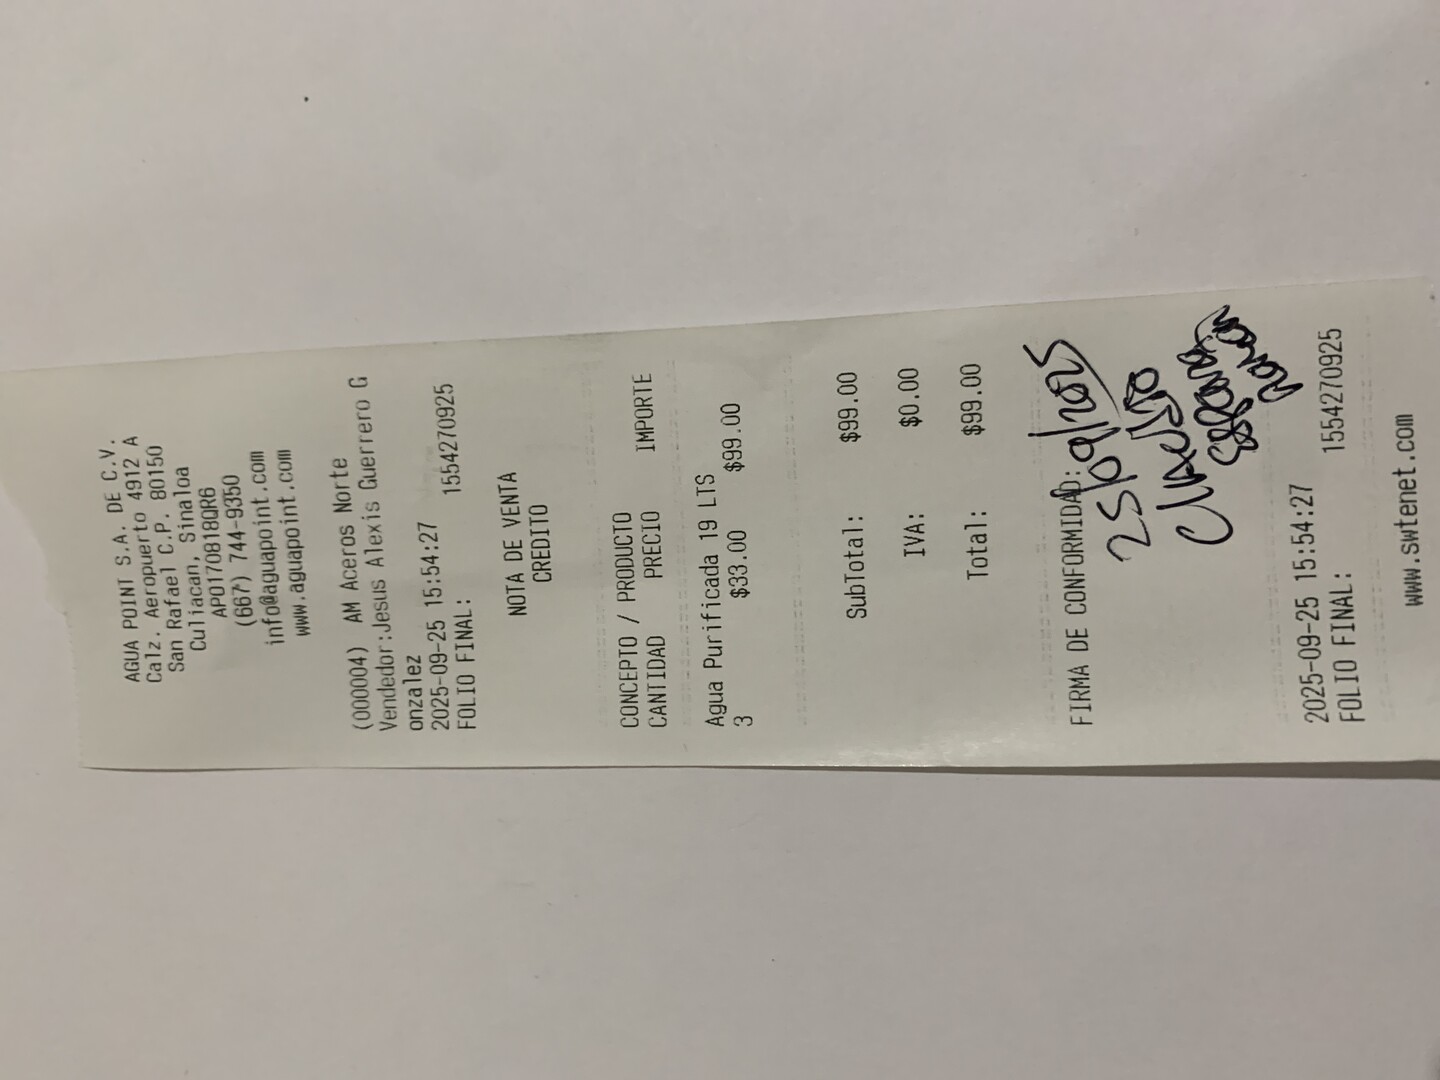 AGUA POINT S.A. DE C.V.
Calz. Aeropuerto 4912 A
San Rafael C.P. 80150
Culiacan, Sinaloa
APO170818QR6
(667) 744-9350
info@aguapoint.com
www.aguapoint.com
(000004) AM Aceros Norte
Vendedor:Jesus Alexis Guerrero G
onzalez
2025-09-25 15:54:27
FOLIO FINAL: 1554270925
NOTA DE VENTA
CREDITO
CONCEPTO / PRODUCTO
CANTIDAD PRECIO IMPORTE
Agua Purificada 19 LTS
3 $33.00 $99.00
SubTotal: $99.00
IVA: $0.00
Total: $99.00
FIRMA DE CONFORMIDAD:
25/09/2025
2025-09-25 15:54:27
FOLIO FINAL: 1554270925
www.swtenet.com